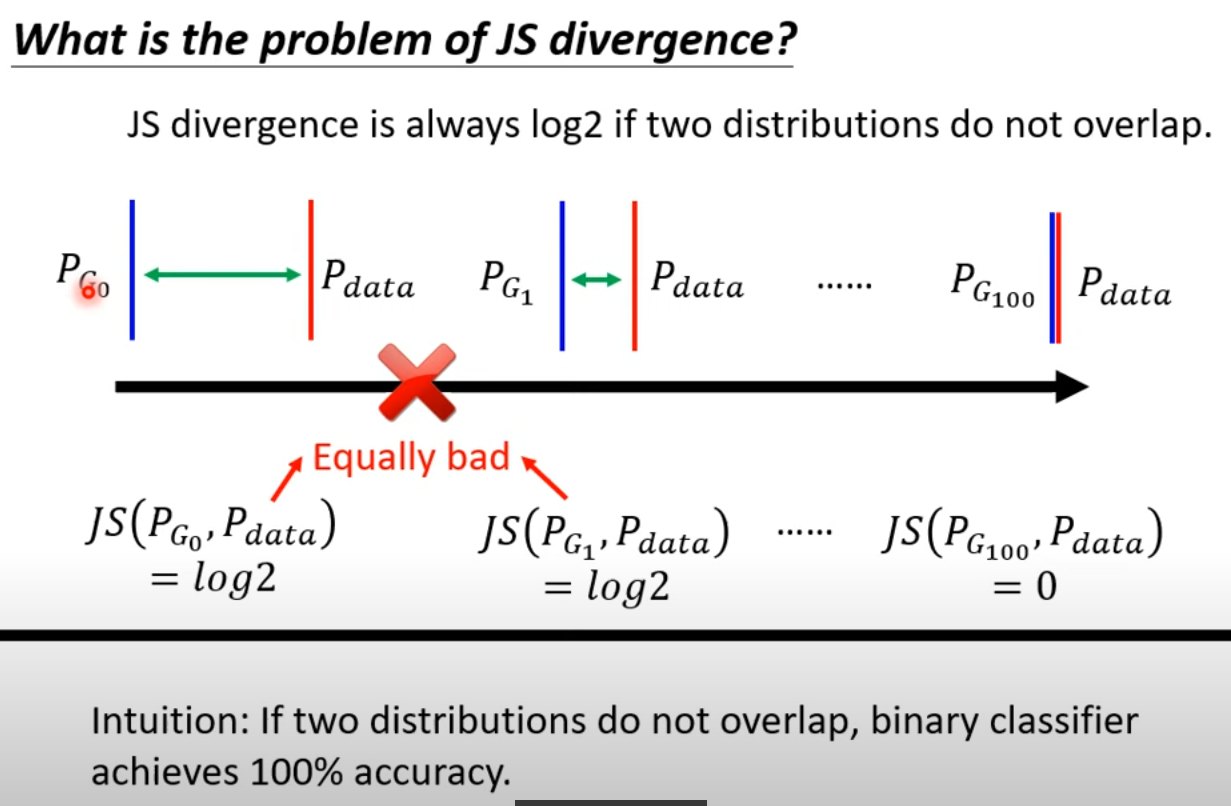 What is the problem of JS divergence?
JS divergence is always log2 if two distributions do not overlap.
P_{G_0} P_{data} P_{G_1} P_{data} ...... P_{G_{100}} P_{data}
Equally bad
JS(P_{G_0}, P_{data}) JS(P_{G_1}, P_{data}) ...... JS(P_{G_{100}}, P_{data})
= log2 = log2 = 0
Intuition: If two distributions do not overlap, binary classifier
achieves 100% accuracy.